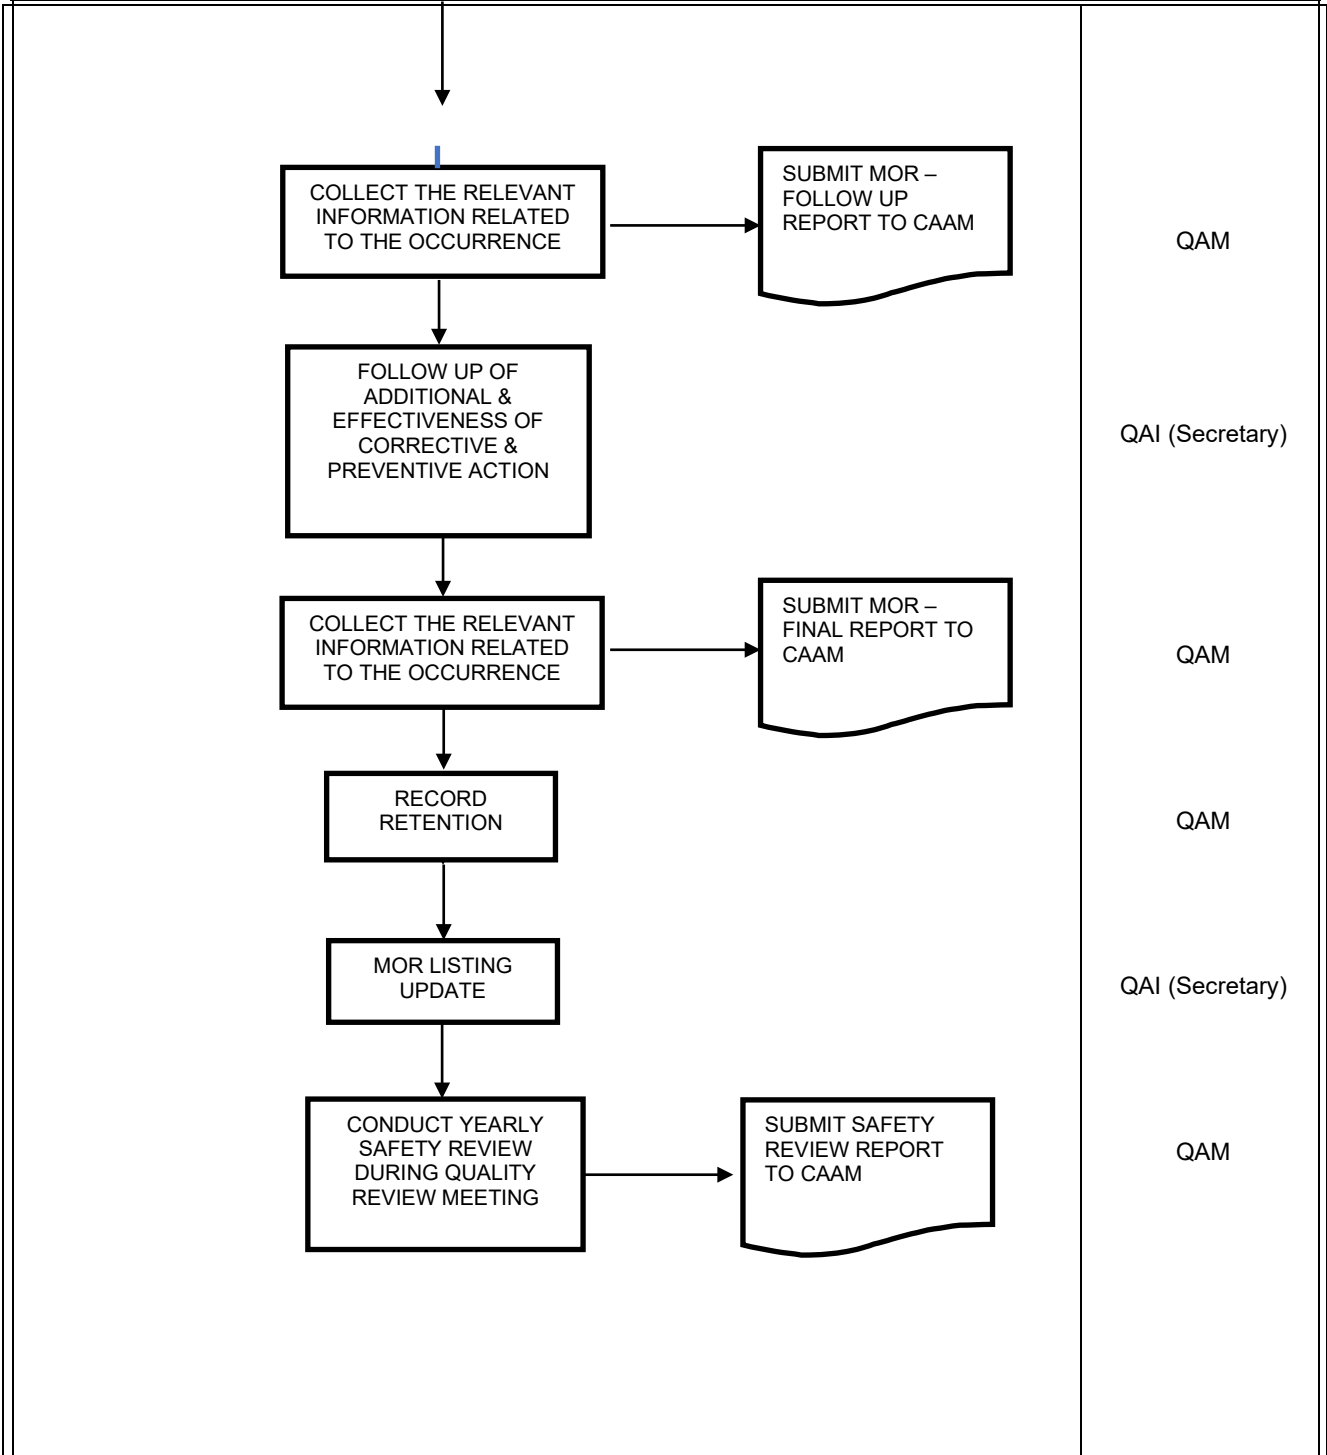 COLLECT THE RELEVANT
INFORMATION RELATED
TO THE OCCURRENCE
SUBMIT MOR –
FOLLOW UP
REPORT TO CAAM
QAM
FOLLOW UP OF
ADDITIONAL &
EFFECTIVENESS OF
CORRECTIVE &
PREVENTIVE ACTION
QAI (Secretary)
COLLECT THE RELEVANT
INFORMATION RELATED
TO THE OCCURRENCE
SUBMIT MOR –
FINAL REPORT TO
CAAM
QAM
RECORD
RETENTION
QAM
MOR LISTING
UPDATE
QAI (Secretary)
CONDUCT YEARLY
SAFETY REVIEW
DURING QUALITY
REVIEW MEETING
SUBMIT SAFETY
REVIEW REPORT
TO CAAM
QAM